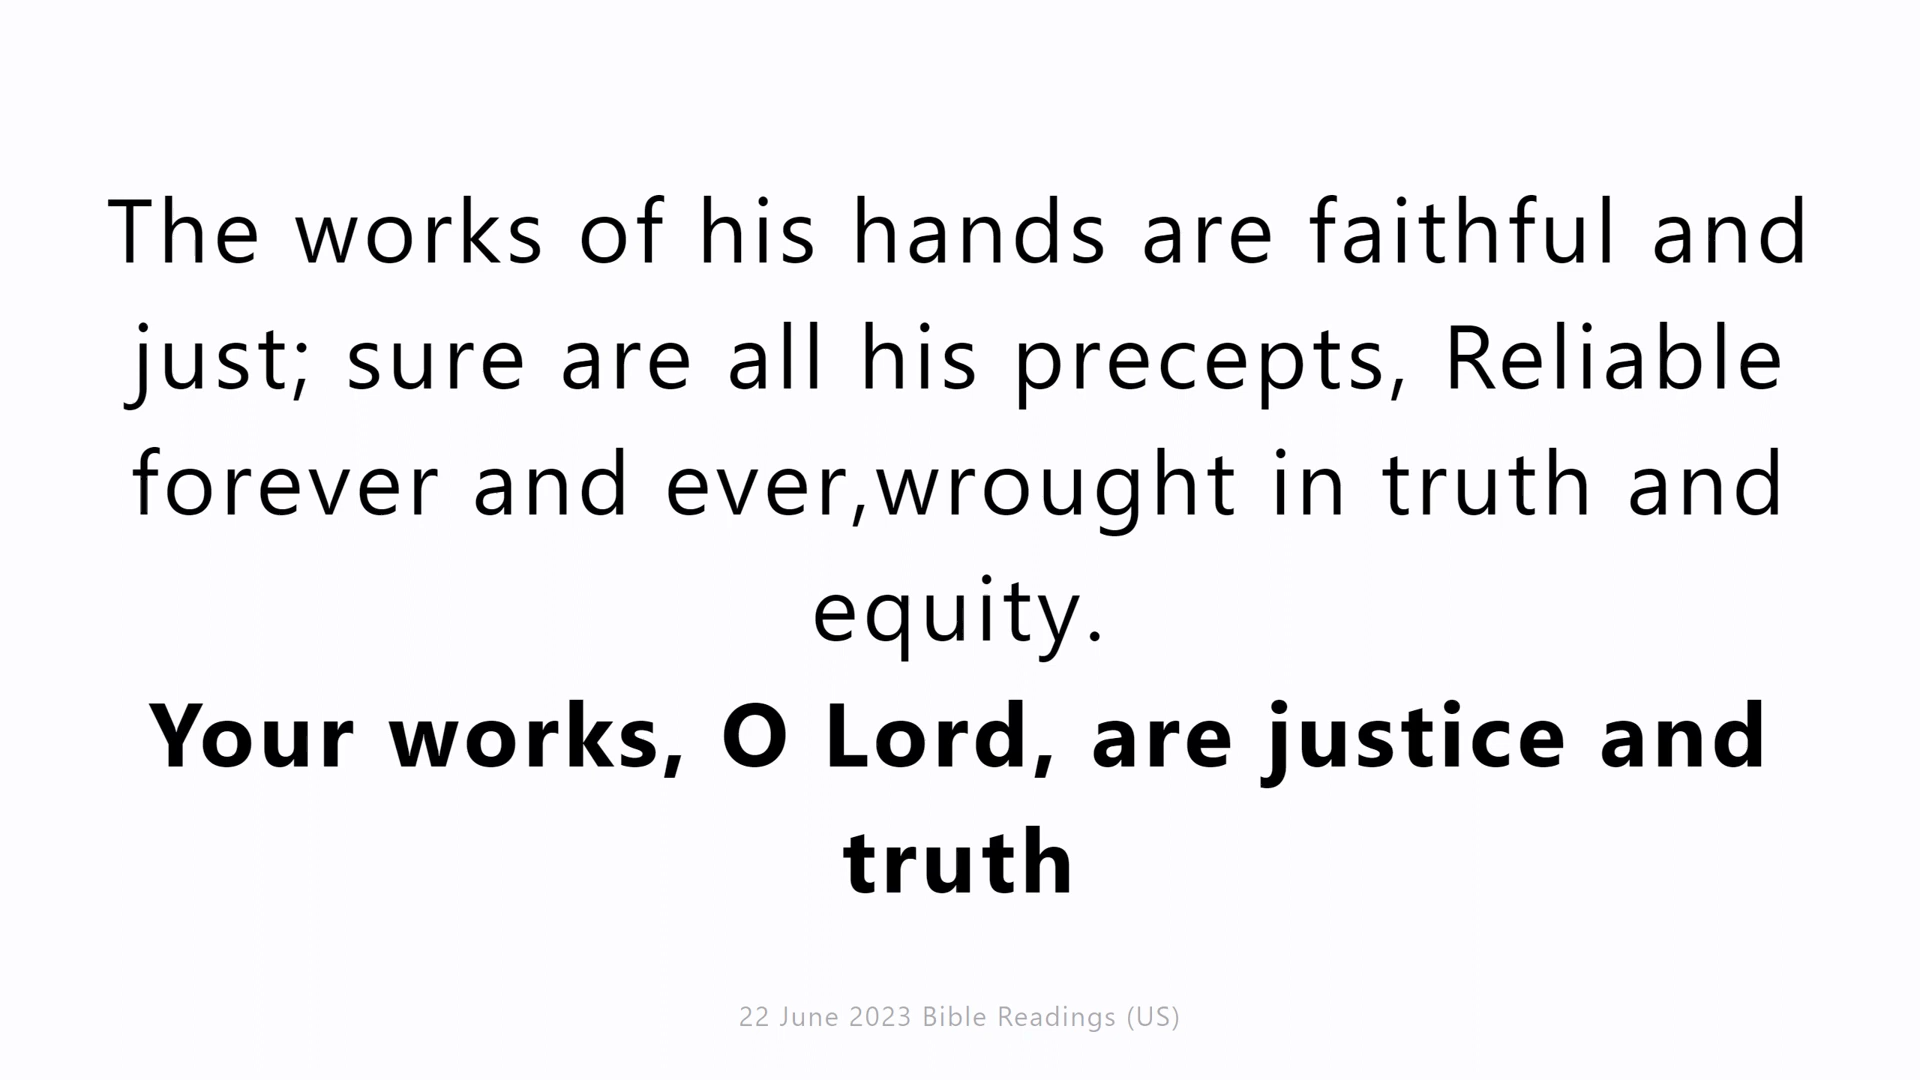 The works of his hands are faithful and
just; sure are all his precepts, Reliable
forever and ever,wrought in truth and
equity.
Your works, O Lord, are justice and
truth
22 June 2023 Bible Readings (US)